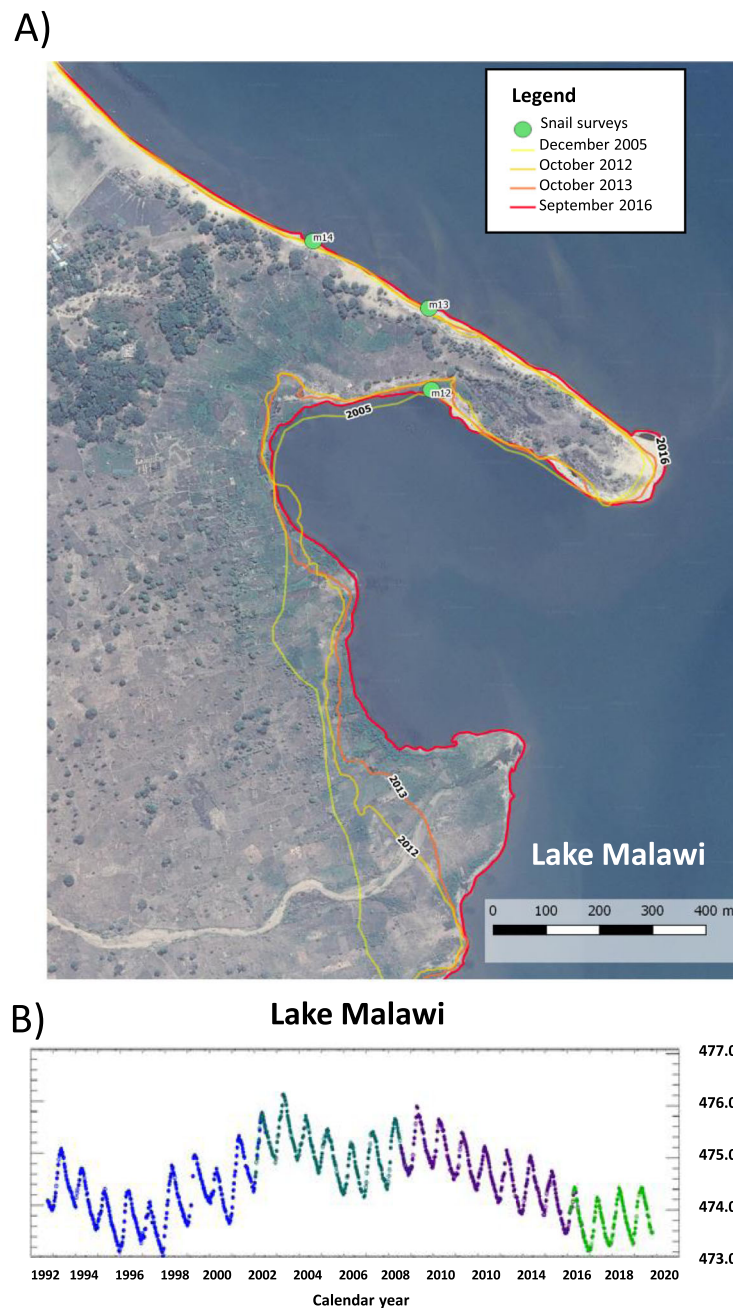 A)
Legend
Snail surveys
December 2005
October 2012
October 2013
September 2016
m14
m13
m12
2005
2016
2013
2012
Lake Malawi
0 100 200 300 400 m
B)
Lake Malawi
477.0
476.0
475.0
474.0
473.0
1992 1994 1996 1998 2000 2002 2004 2006 2008 2010 2010 2014 2016 2018 2020
Calendar year